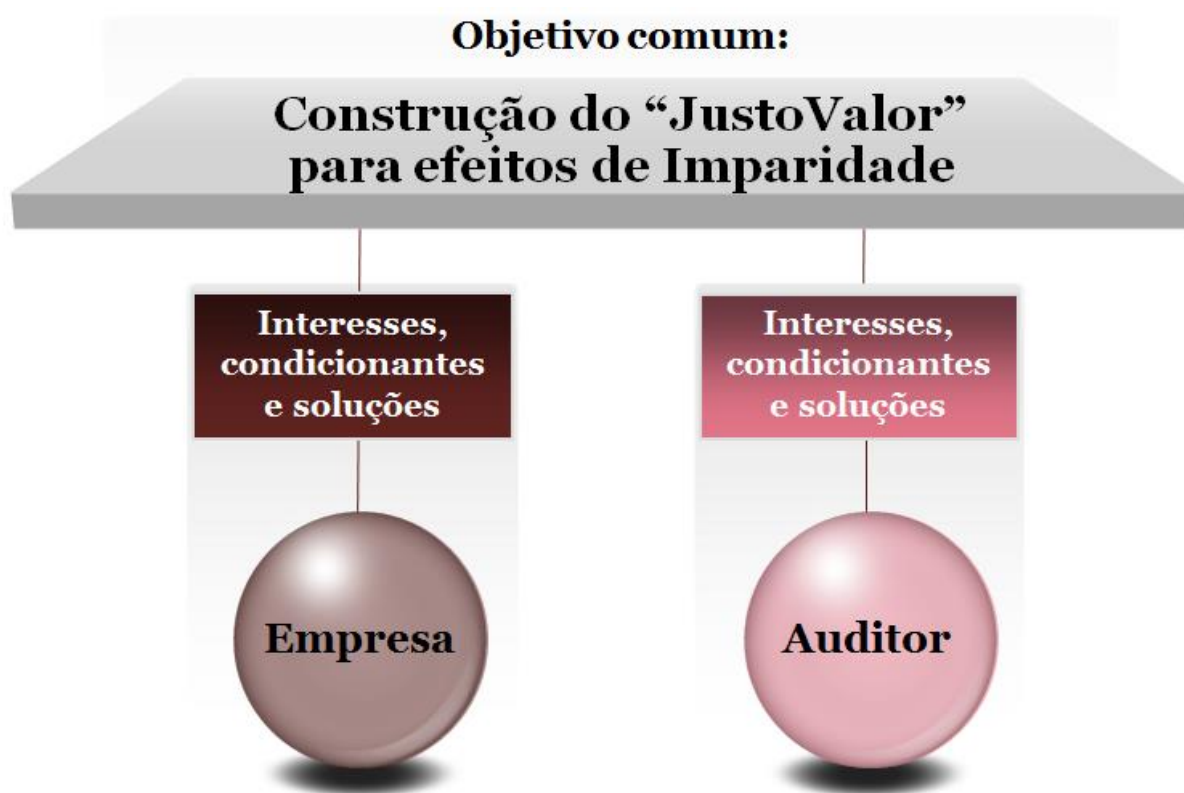 Objetivo comum:
Construção do “JustoValor”
para efeitos de Imparidade
Interesses,
condicionantes
e soluções
Interesses,
condicionantes
e soluções
Empresa
Auditor